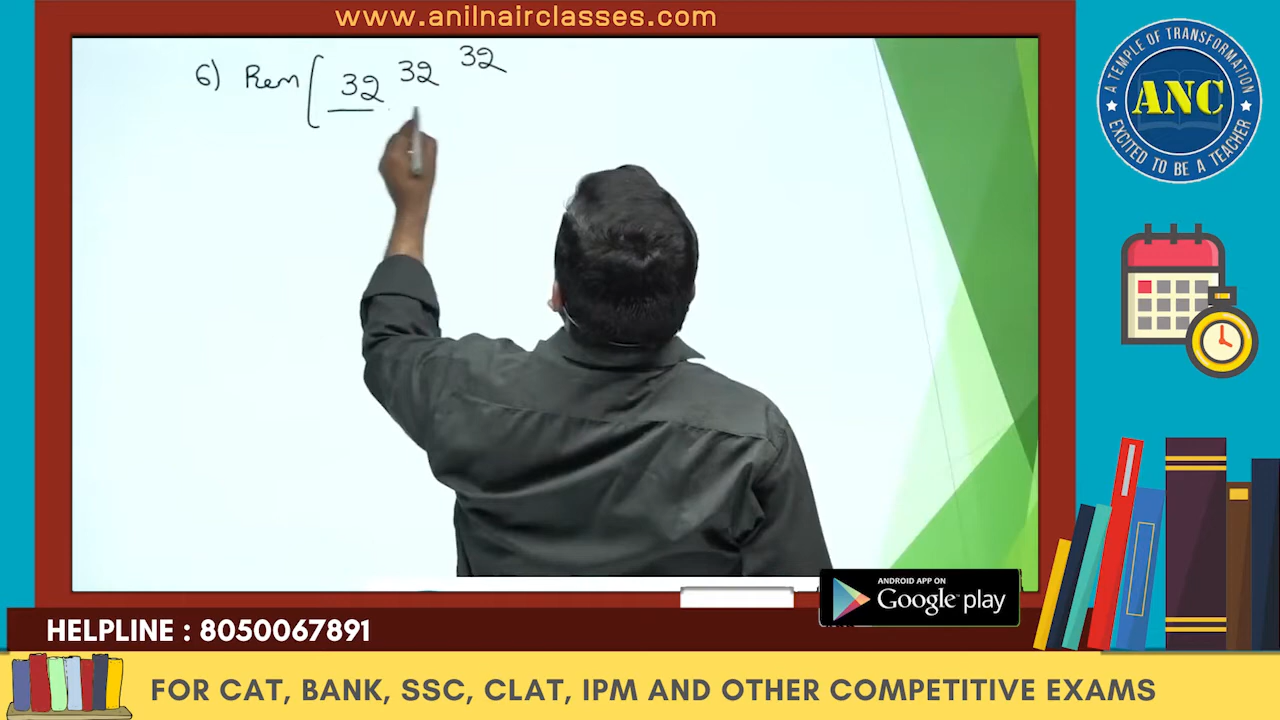 www.anilnairclasses.com
6) Rem [ 32 32 32
A TEMPLE OF TRANSFORMATION
ANC
EXCITED TO BE A TEACHER
ANDROID APP ON
Google play
HELPLINE : 8050067891
FOR CAT, BANK, SSC, CLAT, IPM AND OTHER COMPETITIVE EXAMS